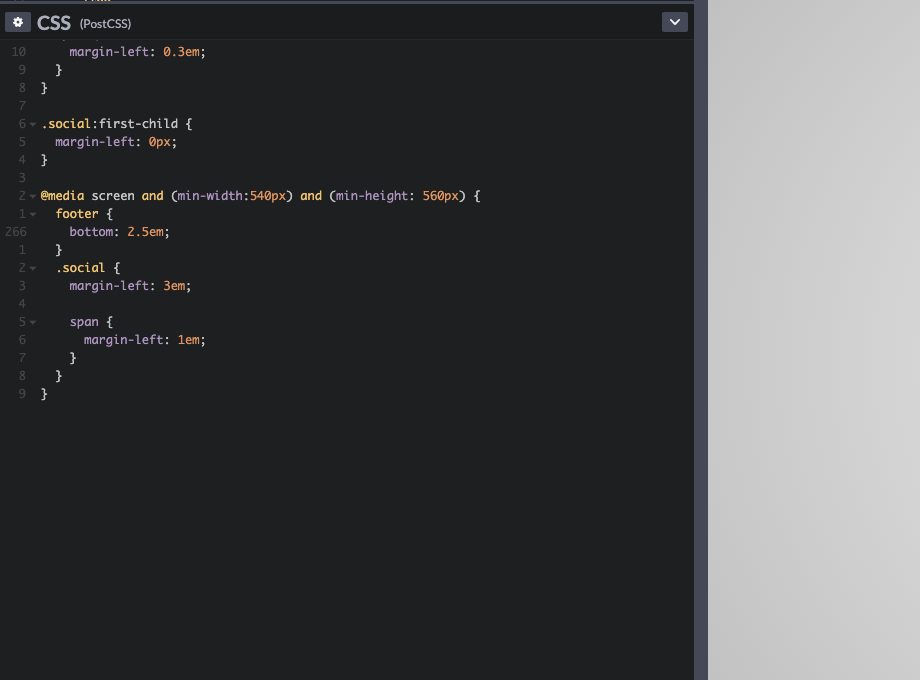 CSS (PostCSS)
10 margin-left: 0.3em;
9 }
8 }
7
6 .social:first-child {
5 margin-left: 0px;
4 }
3
2 @media screen and (min-width:540px) and (min-height: 560px) {
1 footer {
266 bottom: 2.5em;
1 }
2 .social {
3 margin-left: 3em;
4
5 span {
6 margin-left: 1em;
7 }
8 }
9 }